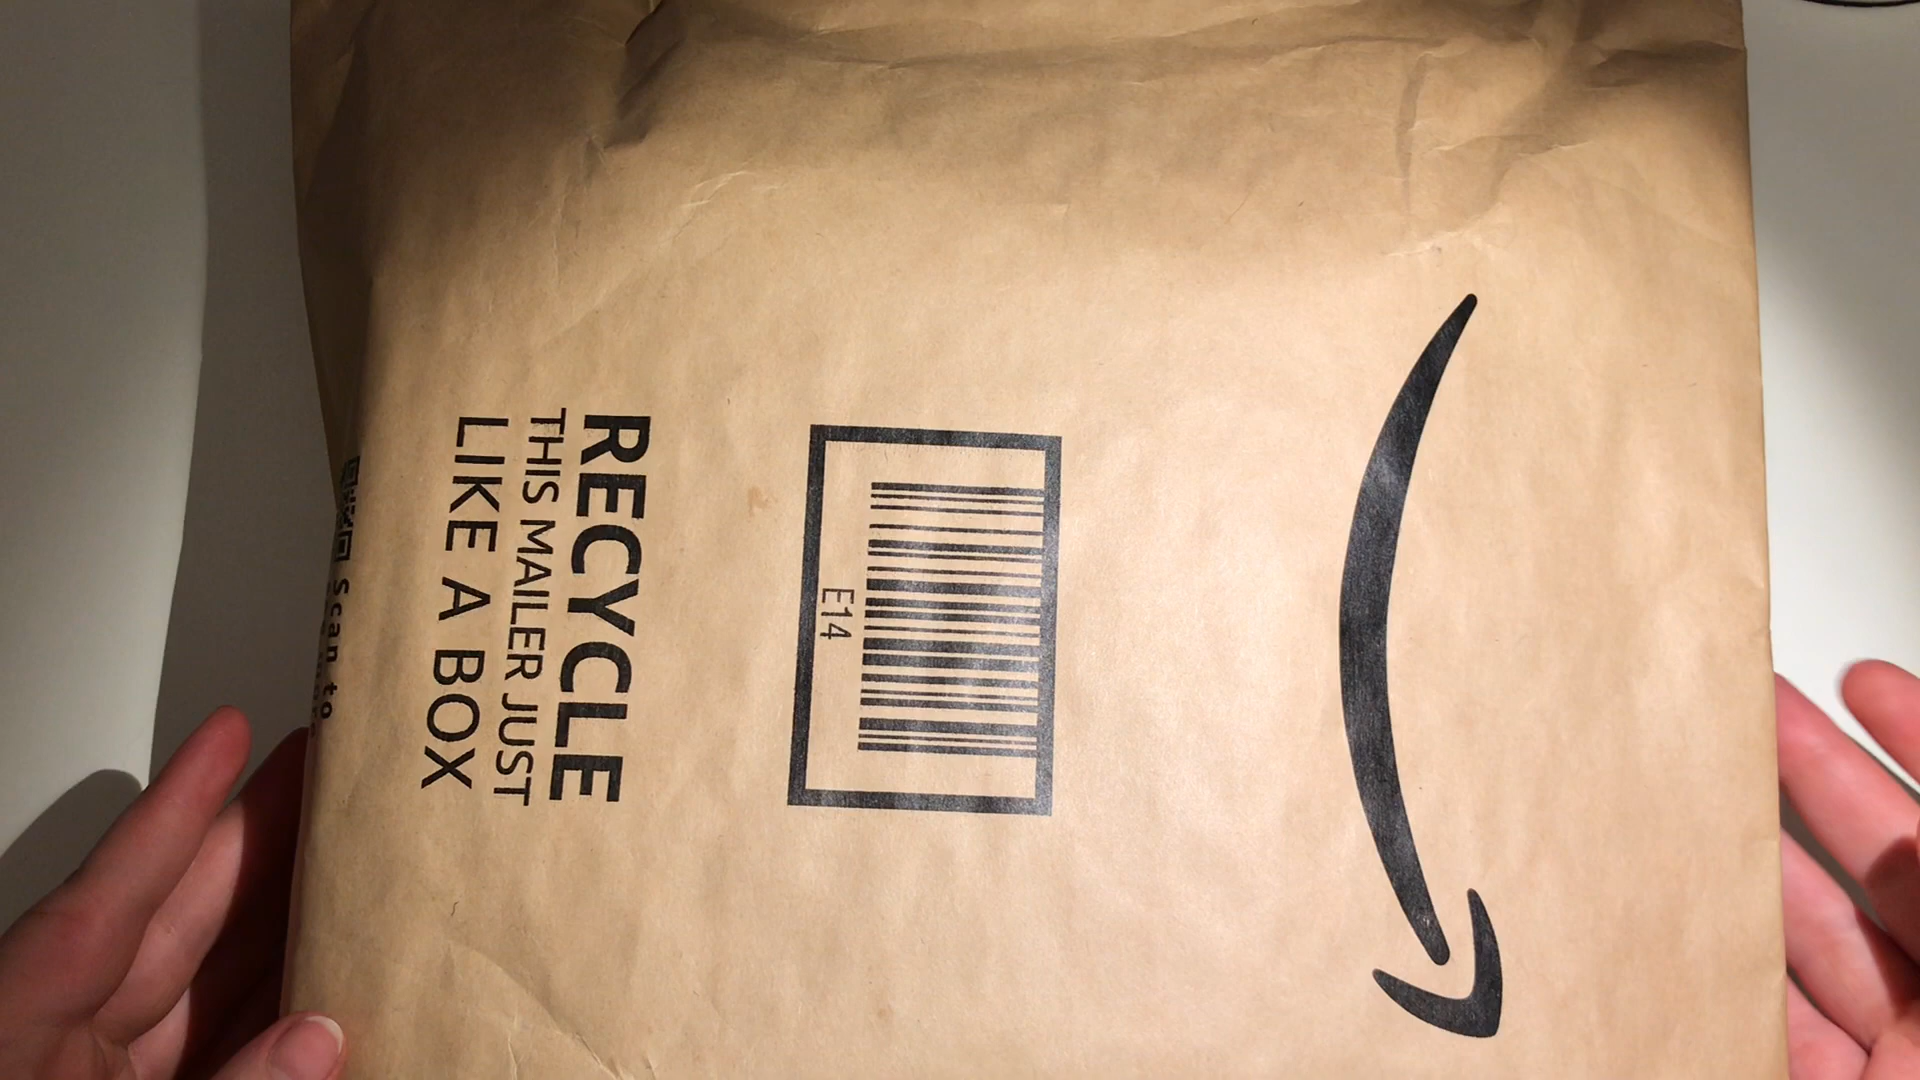 E14
RECYCLE
THIS MAILER JUST
LIKE A BOX
Scan to